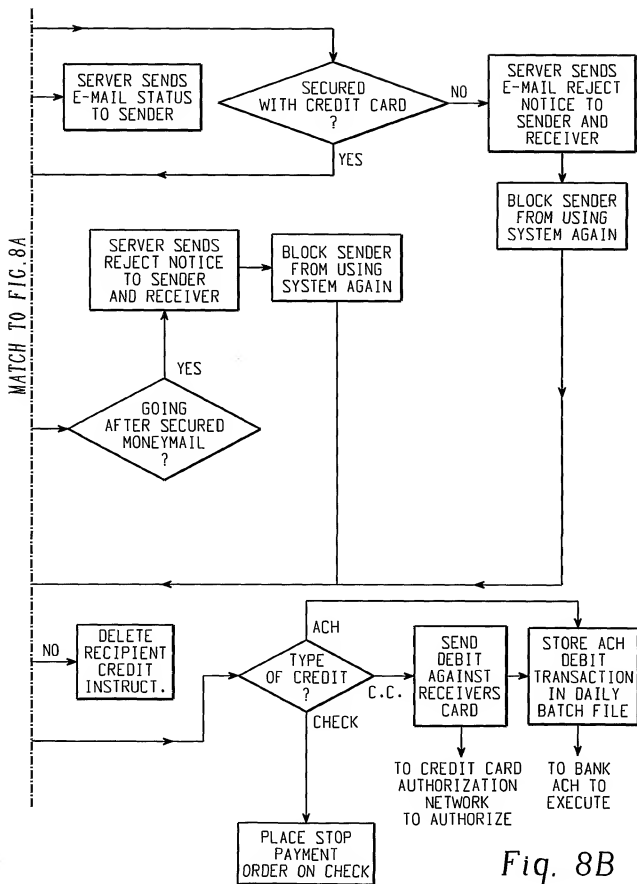 MATCH TO FIG.8A
SERVER SENDS
E-MAIL STATUS
TO SENDER
SECURED
WITH CREDIT CARD
?
NO
YES
SERVER SENDS
E-MAIL REJECT
NOTICE TO
SENDER AND
RECEIVER
BLOCK SENDER
FROM USING
SYSTEM AGAIN
SERVER SENDS
REJECT NOTICE
TO SENDER
AND RECEIVER
BLOCK SENDER
FROM USING
SYSTEM AGAIN
YES
GOING
AFTER SECURED
MONEYMAIL
?
NO
DELETE
RECIPIENT
CREDIT
INSTRUCT.
ACH
TYPE
OF CREDIT
?
C.C.
CHECK
SEND
DEBIT
AGAINST
RECEIVERS
CARD
STORE ACH
DEBIT
TRANSACTION
IN DAILY
BATCH FILE
TO CREDIT CARD
AUTHORIZATION
NETWORK
TO AUTHORIZE
TO BANK
ACH TO
EXECUTE
PLACE STOP
PAYMENT
ORDER ON CHECK
Fig. 8B